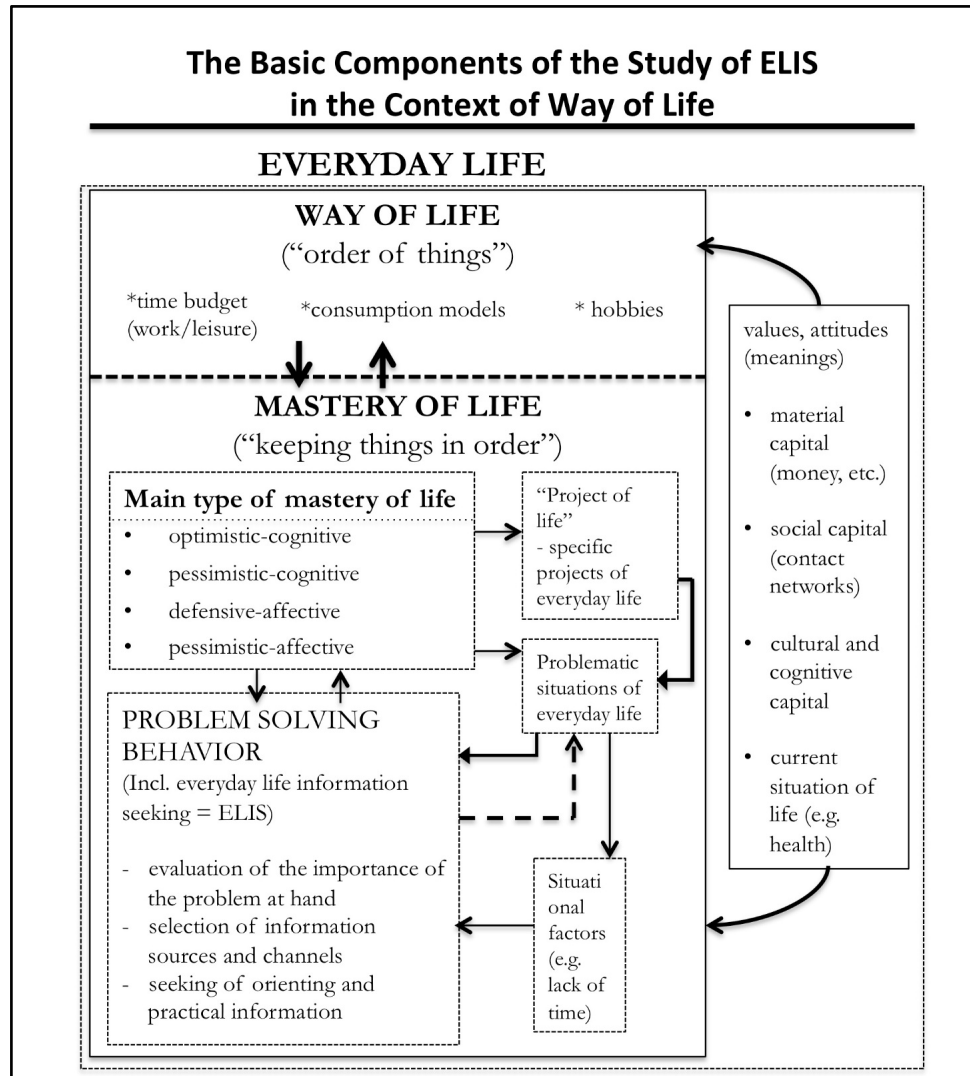 The Basic Components of the Study of ELIS
in the Context of Way of Life
EVERYDAY LIFE
WAY OF LIFE
(“order of things”)
*time budget
(work/leisure)
*consumption models
* hobbies
MASTERY OF LIFE
(“keeping things in order”)
Main type of mastery of life
• optimistic-cognitive
• pessimistic-cognitive
• defensive-affective
• pessimistic-affective
“Project of
life”
- specific
projects of
everyday life
Problematic
situations of
everyday life
PROBLEM SOLVING
BEHAVIOR
(Incl. everyday life information
seeking = ELIS)
- evaluation of the importance of
the problem at hand
- selection of information
sources and channels
- seeking of orienting and
practical information
Situati
onal
factors
(e.g.
lack of
time)
values, attitudes
(meanings)
• material
capital
(money, etc.)
• social capital
(contact
networks)
• cultural and
cognitive
capital
• current
situation of
life (e.g.
health)